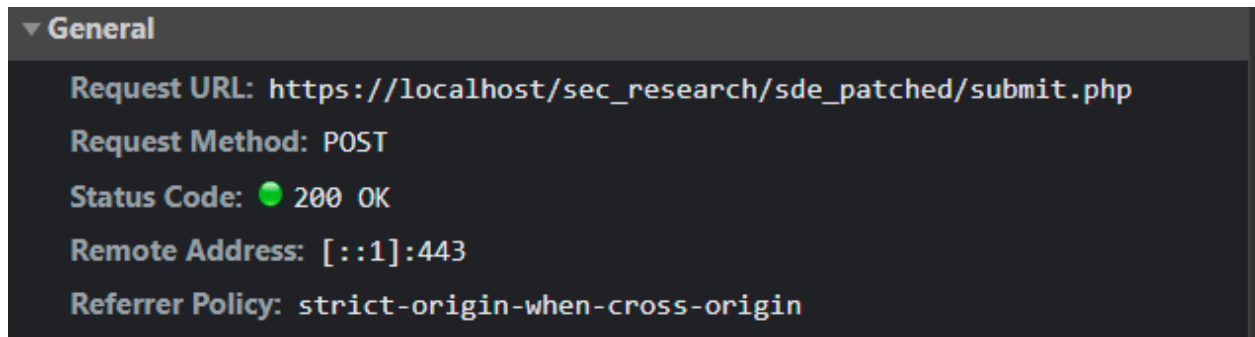 General
Request URL: https://localhost/sec_research/sde_patched/submit.php
Request Method: POST
Status Code: 200 OK
Remote Address: [::1]:443
Referrer Policy: strict-origin-when-cross-origin